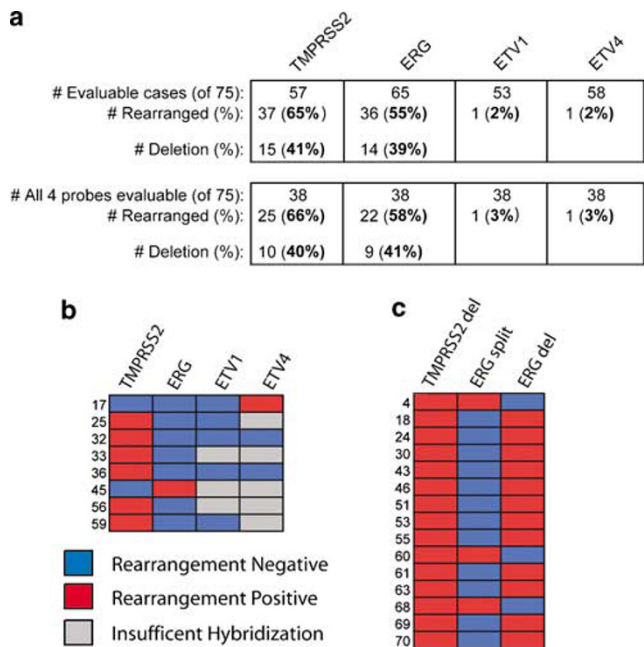 a
TMPRSS2 ERG ETV1 ETV4
# Evaluable cases (of 75): 57 65 53 58
# Rearranged (%): 37 (65%) 36 (55%) 1 (2%) 1 (2%)
# Deletion (%): 15 (41%) 14 (39%)
# All 4 probes evaluable (of 75): 38 38 38 38
# Rearranged (%): 25 (66%) 22 (58%) 1 (3%) 1 (3%)
# Deletion (%): 10 (40%) 9 (41%)
b
TMPRSS2 ERG ETV1 ETV4
17
25
32
33
36
45
56
59
Rearrangement Negative
Rearrangement Positive
Insufficent Hybridization
c
TMPRSS2 del ERG split ERG del
4
18
24
30
43
46
51
53
55
60
61
63
68
69
70